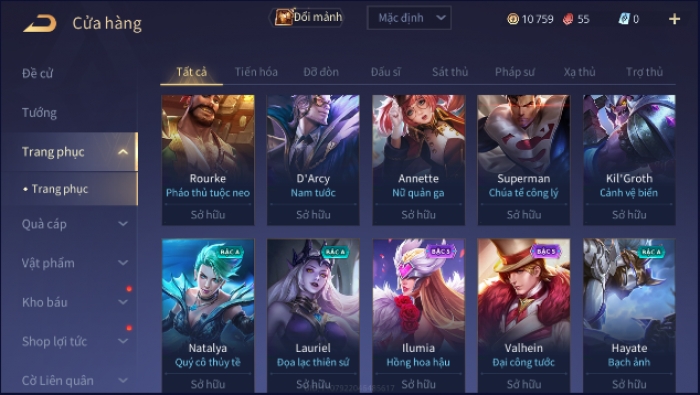 Cửa hàng
Đổi mảnh
Mặc định
10 759
55
0
Đề cử
Tướng
Trang phục
• Trang phục
Quà cáp
Vật phẩm
Kho báu
Shop lợi tức
Cờ Liên quân
Tất cả Tiến hóa Đỡ đòn Đấu sĩ Sát thủ Pháp sư Xạ thủ Trợ thủ
Rourke D'Arcy Annette Superman Kil'Groth
Pháo thủ tuộc neo Nam tước Nữ quản ga Chúa tể công lý Cảnh vệ biển
Sở hữu Sở hữu Sở hữu Sở hữu Sở hữu
BẬC A BẬC A BẬC S BẬC S BẬC A
Natalya Lauriel Ilumia Valhein Hayate
Quý cô thủy tề Đọa lạc thiên sứ Hồng hoa hậu Đại công tước Bạch ảnh
Sở hữu Sở hữu Sở hữu Sở hữu Sở hữu